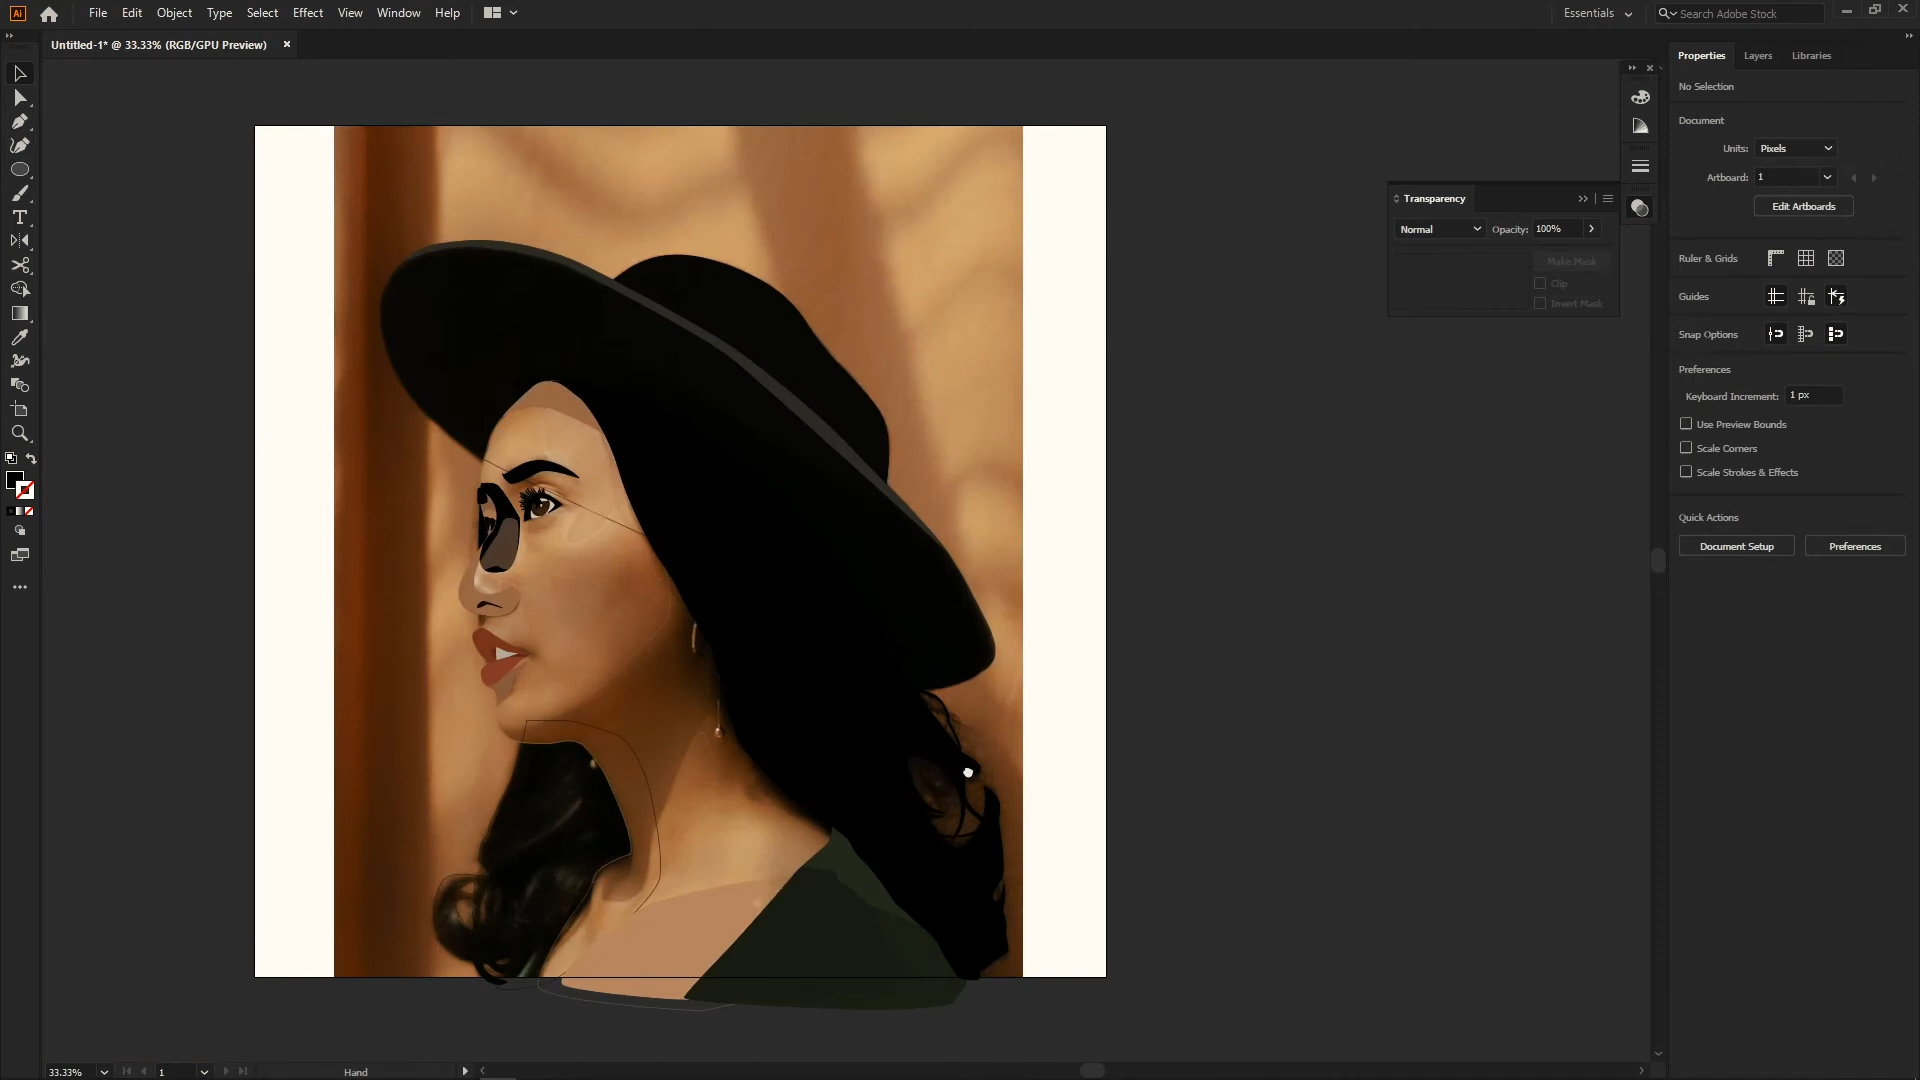 Ai File Edit Object Type Select Effect View Window Help Essentials Search Adobe Stock
Untitled-1* @ 33.33% (RGB/GPU Preview)
Properties Layers Libraries
No Selection
Document
Units: Pixels
Artboard: 1
Edit Artboards
Transparency
Normal Opacity: 100%
Make Mask
Clip
Invert Mask
Ruler & Grids
Guides
Snap Options
Preferences
Keyboard Increment: 1 px
Use Preview Bounds
Scale Corners
Scale Strokes & Effects
Quick Actions
Document Setup Preferences
33.33% 1 Hand